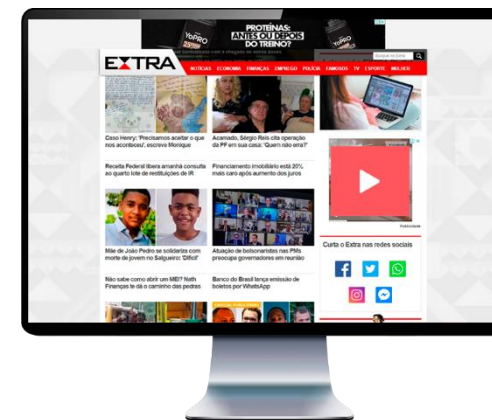 YoPRO
PROTEÍNAS:
ANTES OU DEPOIS
DO TREINO?
EXTRA
NOTÍCIAS ECONOMIA FINANÇAS EMPREGO POLÍCIA FAMOSOS TV ESPORTE MULHER
Caso Henry: 'Precisamos aceitar o que
nos aconteceu', escreve Monique
Acamado, Sérgio Reis cita operação
da PF em sua casa: 'Quem não erra?'
Receita Federal libera amanhã consulta
ao quarto lote de restituições de IR
Financiamento imobiliário está 20%
mais caro após aumento dos juros
Mãe de João Pedro se solidariza com
morte de jovem no Salgueiro: 'Difícil'
Atuação de bolsonaristas nas PMs
preocupa governadores em reunião
Não sabe como abrir um MEI? Nath
Finanças te dá o caminho das pedras
Banco do Brasil lança emissão de
boletos por WhatsApp
Publicidade
Curta o Extra nas redes sociais